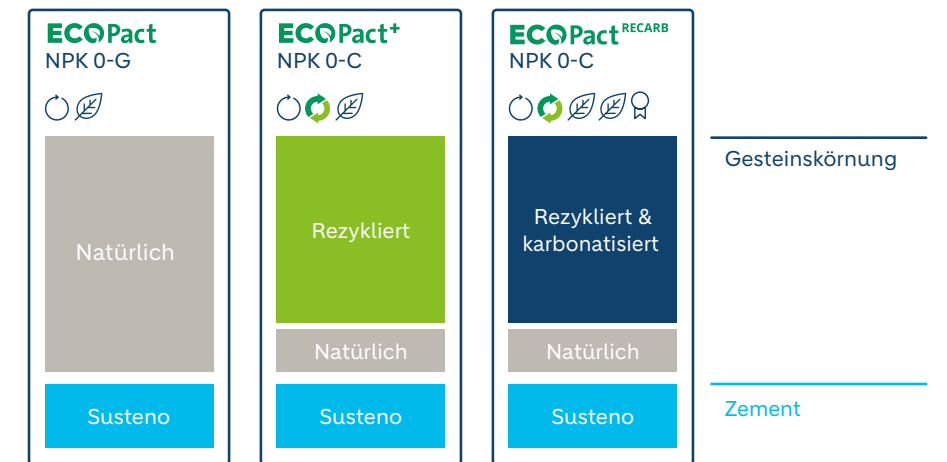 ECOPact
NPK 0-G
Natürlich
Susteno
ECOPact+
NPK 0-C
Rezykliert
Natürlich
Susteno
ECOPact RECARB
NPK 0-C
Rezykliert &
karbonatisiert
Natürlich
Susteno
Gesteinskörnung
Zement